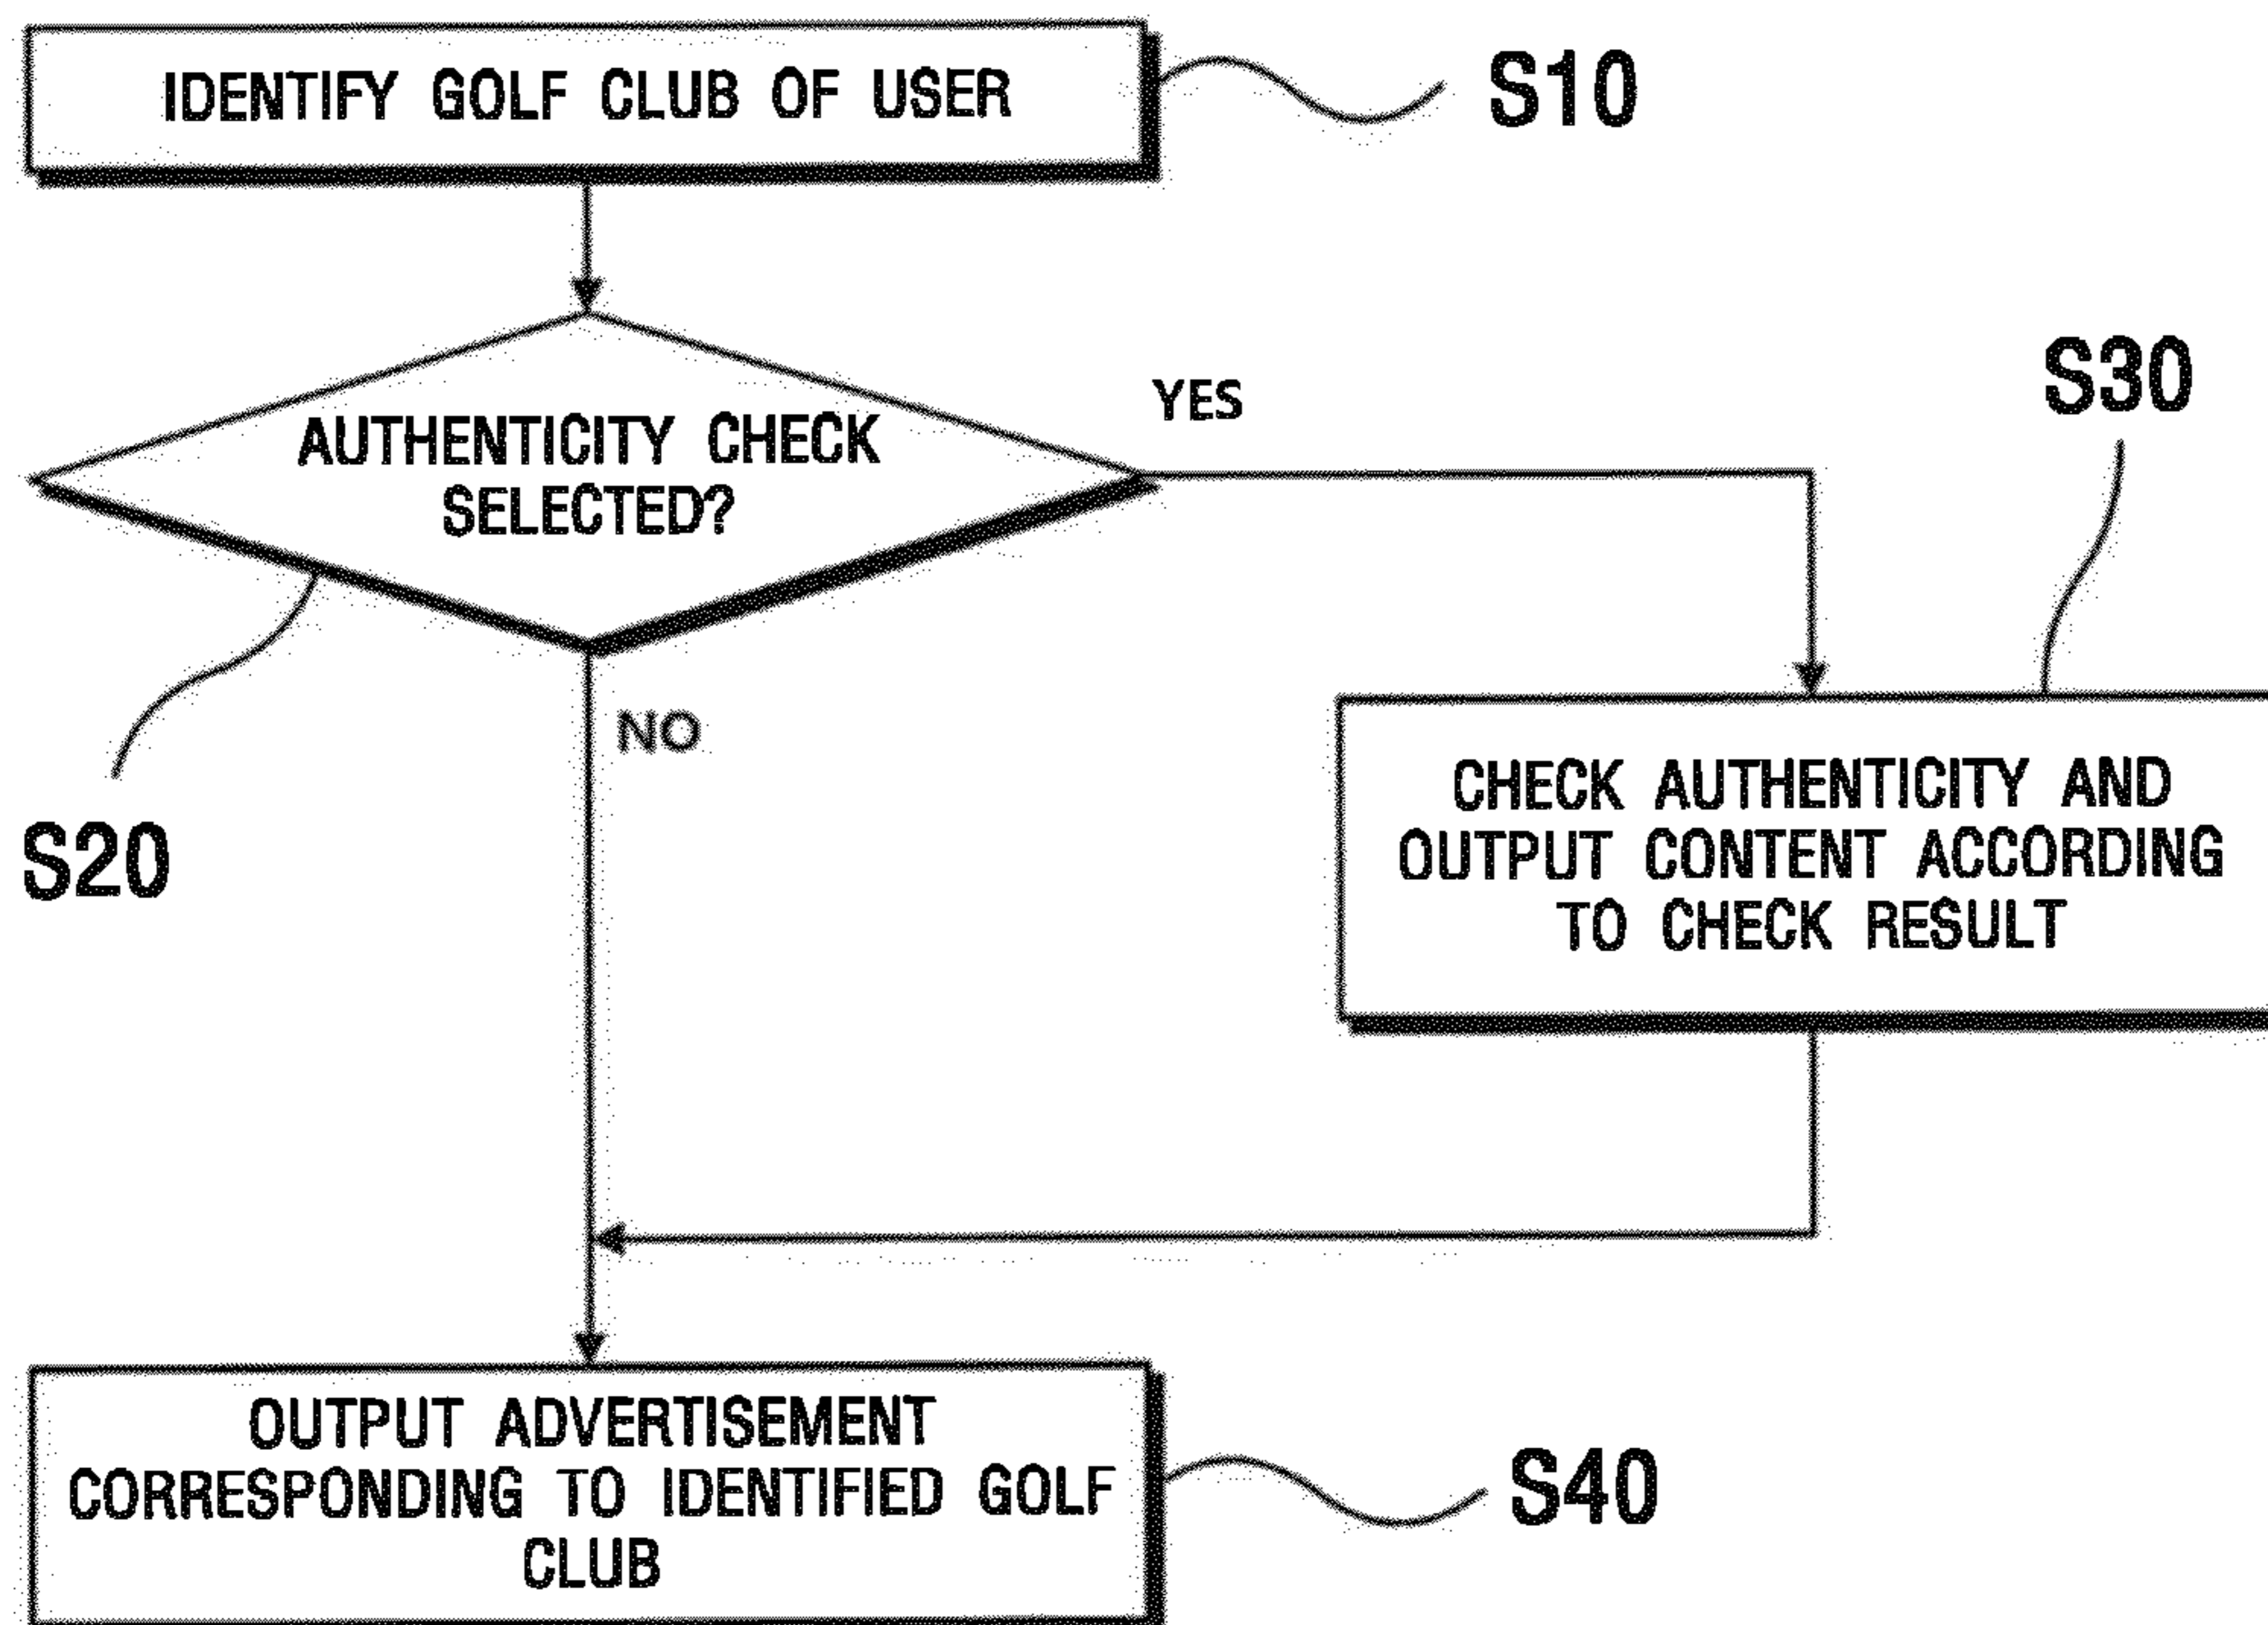 IDENTIFY GOLF CLUB OF USER
S10
AUTHENTICITY CHECK
SELECTED?
YES
S30
NO
S20
CHECK AUTHENTICITY AND
OUTPUT CONTENT ACCORDING
TO CHECK RESULT
OUTPUT ADVERTISEMENT
CORRESPONDING TO IDENTIFIED GOLF
CLUB
S40